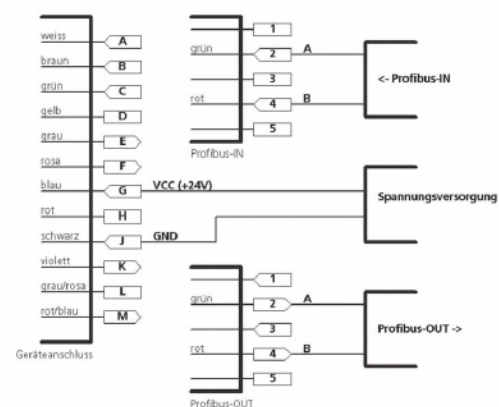 weiss A
braun B
grün C
gelb D
grau E
rosa F
blau G VCC (+24V)
rot H
schwarz J GND
violett K
grau/rosa L
rot/blau M
Geräteanschluss
1
grün 2 A
3
rot 4 B
5
Profibus-IN
<- Profibus-IN
Spannungsversorgung
1
grün 2 A
3
rot 4 B
5
Profibus-OUT
Profibus-OUT ->